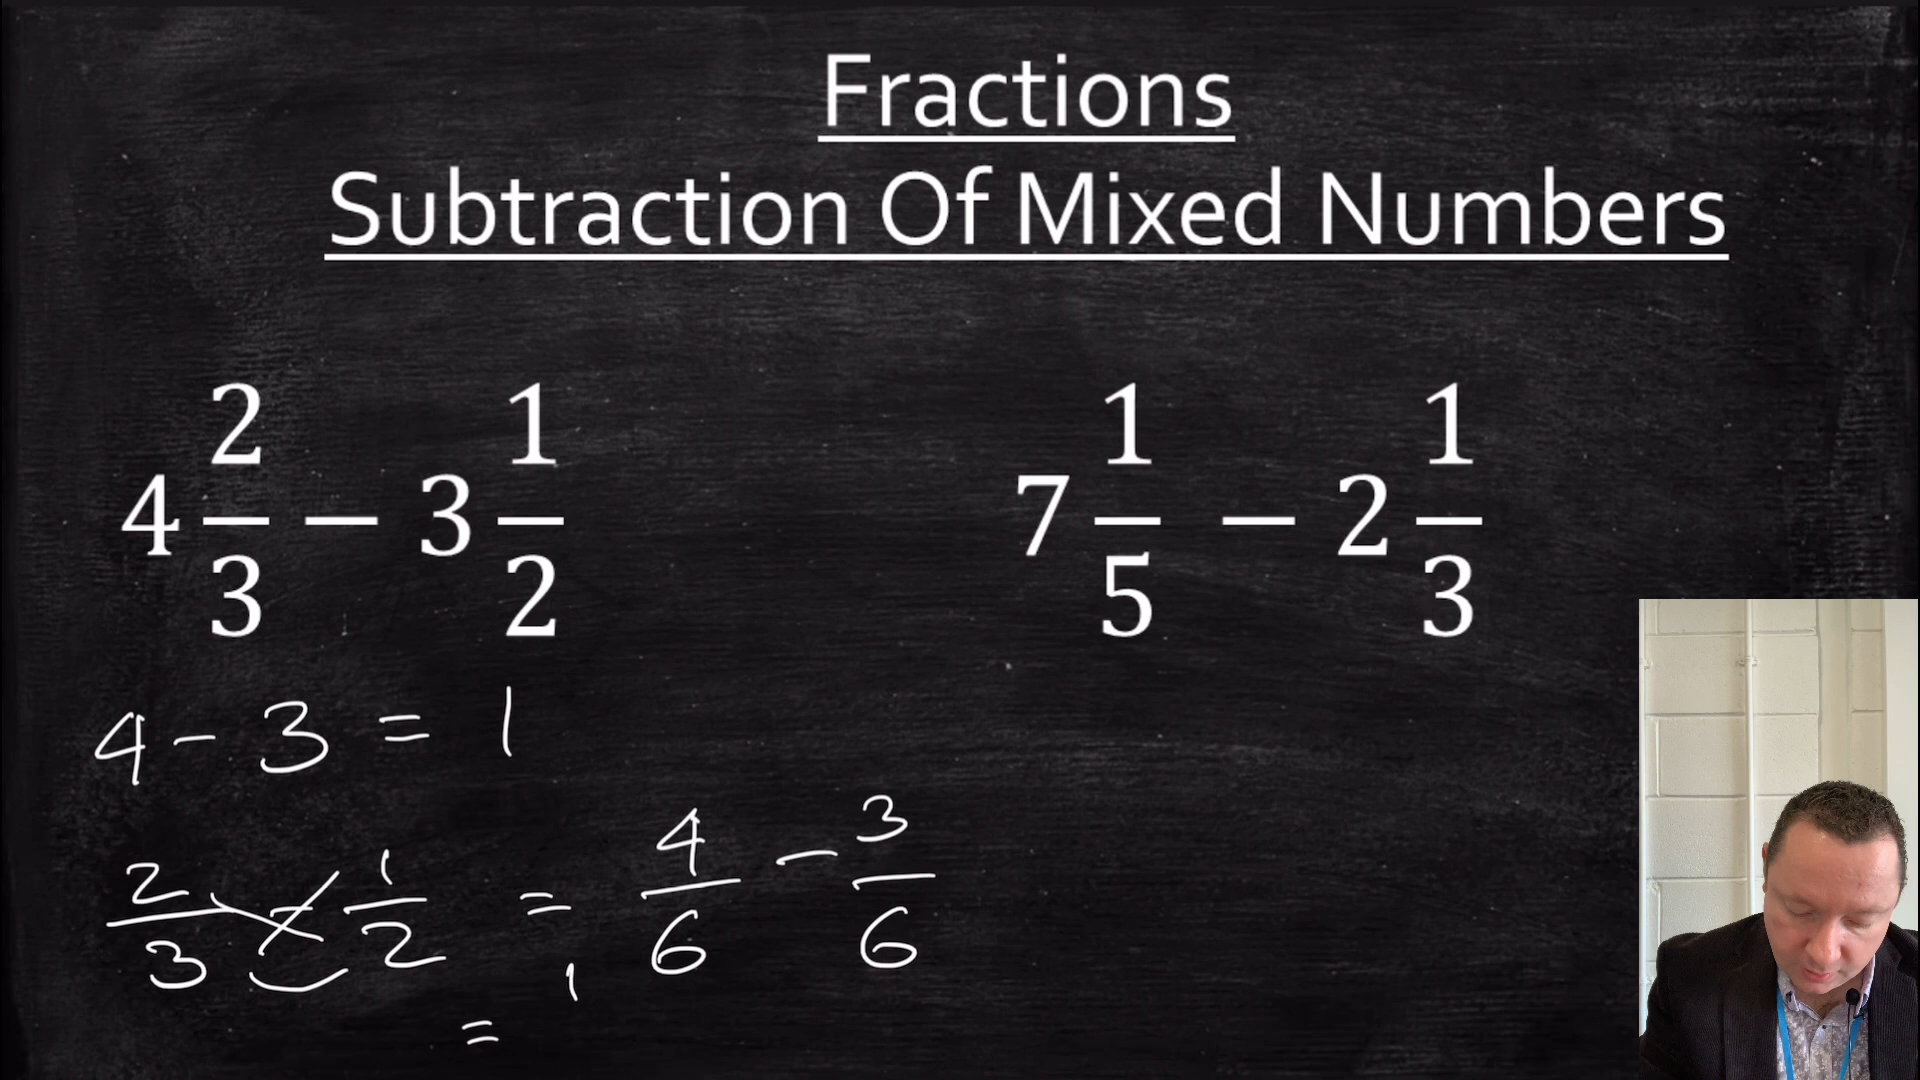 Fractions
Subtraction Of Mixed Numbers
4 2/3 − 3 1/2
7 1/5 − 2 1/3
4 - 3 = 1
2/3 - 1/2 = 4/6 - 3/6
= 1